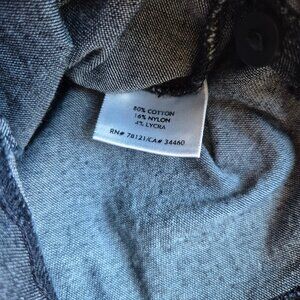 80% COTTON
16% NYLON
4% LYCRA
RN# 78121/CA# 34460